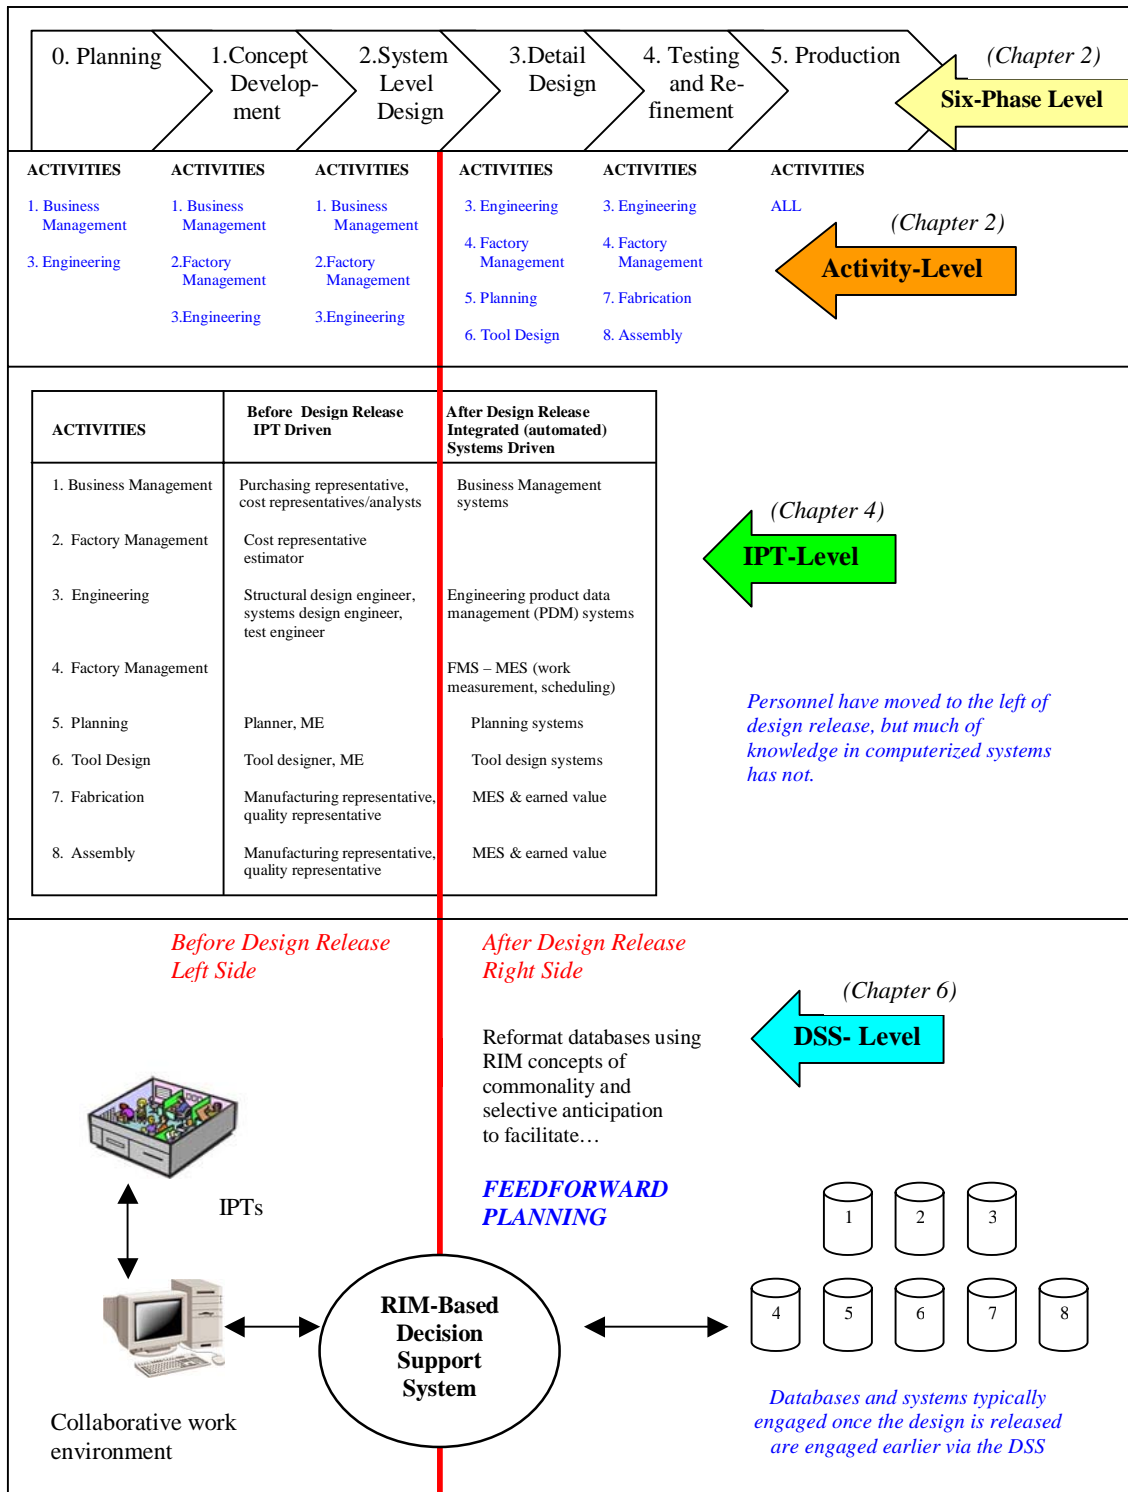 0. Planning
1.Concept
Develop-
ment
2.System
Level
Design
3.Detail
Design
4. Testing
and Re-
finement
5. Production
(Chapter 2)
Six-Phase Level
ACTIVITIES
1. Business
Management
3. Engineering
ACTIVITIES
1. Business
Management
2.Factory
Management
3.Engineering
ACTIVITIES
1. Business
Management
2.Factory
Management
3.Engineering
ACTIVITIES
3. Engineering
4. Factory
Management
5. Planning
6. Tool Design
ACTIVITIES
3. Engineering
4. Factory
Management
7. Fabrication
8. Assembly
ACTIVITIES
ALL
(Chapter 2)
Activity-Level
ACTIVITIES
Before Design Release
IPT Driven
After Design Release
Integrated (automated)
Systems Driven
1. Business Management
Purchasing representative,
cost representatives/analysts
Business Management
systems
2. Factory Management
Cost representative
estimator
3. Engineering
Structural design engineer,
systems design engineer,
test engineer
Engineering product data
management (PDM) systems
4. Factory Management
FMS – MES (work
measurement, scheduling)
5. Planning
Planner, ME
Planning systems
6. Tool Design
Tool designer, ME
Tool design systems
7. Fabrication
Manufacturing representative,
quality representative
MES & earned value
8. Assembly
Manufacturing representative,
quality representative
MES & earned value
(Chapter 4)
IPT-Level
Personnel have moved to the left of
design release, but much of
knowledge in computerized systems
has not.
Before Design Release
Left Side
After Design Release
Right Side
(Chapter 6)
DSS- Level
Reformat databases using
RIM concepts of
commonality and
selective anticipation
to facilitate…
FEEDFORWARD
PLANNING
IPTs
1
2
3
4
5
6
7
8
RIM-Based
Decision
Support
System
Collaborative work
environment
Databases and systems typically
engaged once the design is released
are engaged earlier via the DSS